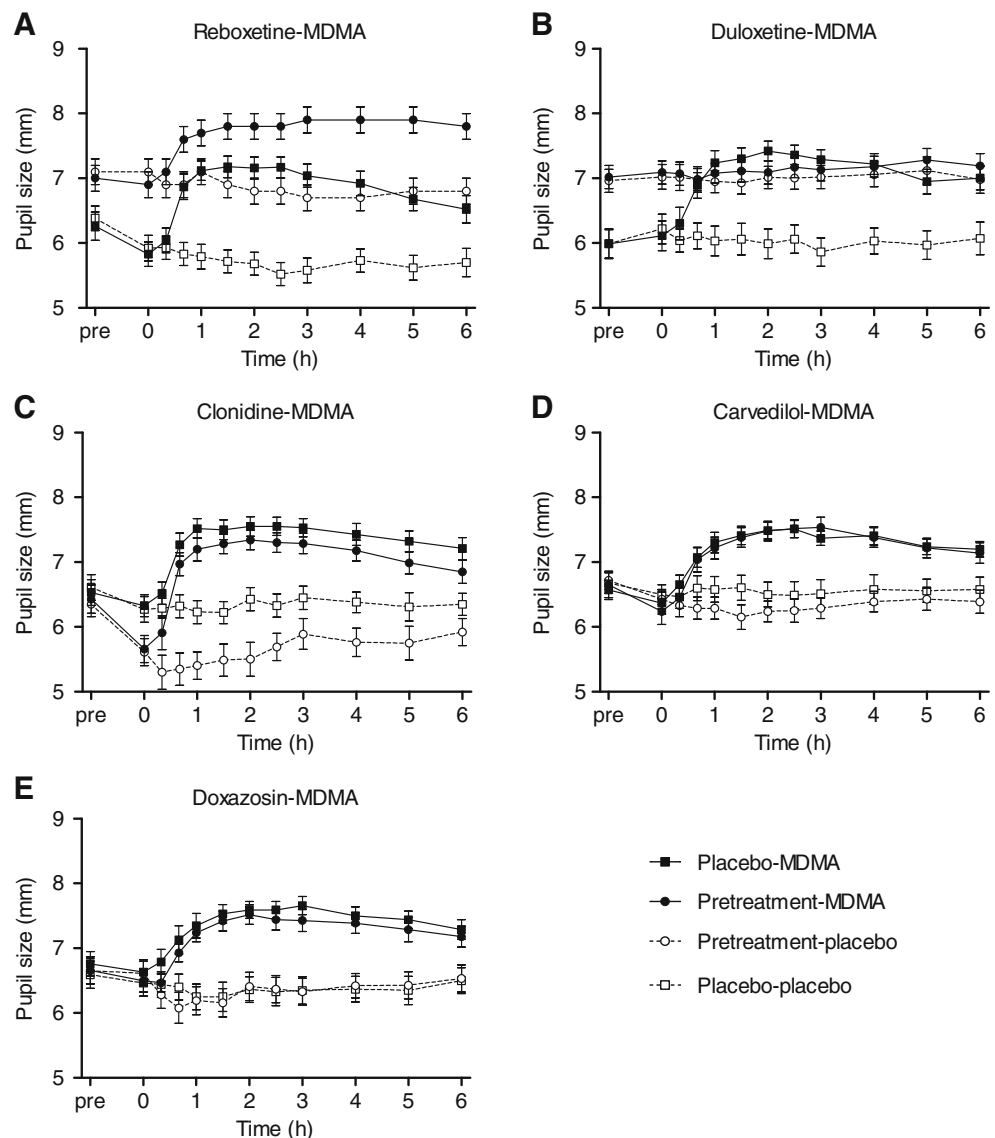 A
Reboxetine-MDMA
Pupil size (mm)
9
8
7
6
5
pre 0 1 2 3 4 5 6
Time (h)
B
Duloxetine-MDMA
Pupil size (mm)
9
8
7
6
5
pre 0 1 2 3 4 5 6
Time (h)
C
Clonidine-MDMA
Pupil size (mm)
9
8
7
6
5
pre 0 1 2 3 4 5 6
Time (h)
D
Carvedilol-MDMA
Pupil size (mm)
9
8
7
6
5
pre 0 1 2 3 4 5 6
Time (h)
E
Doxazosin-MDMA
Pupil size (mm)
9
8
7
6
5
pre 0 1 2 3 4 5 6
Time (h)
Placebo-MDMA
Pretreatment-MDMA
Pretreatment-placebo
Placebo-placebo